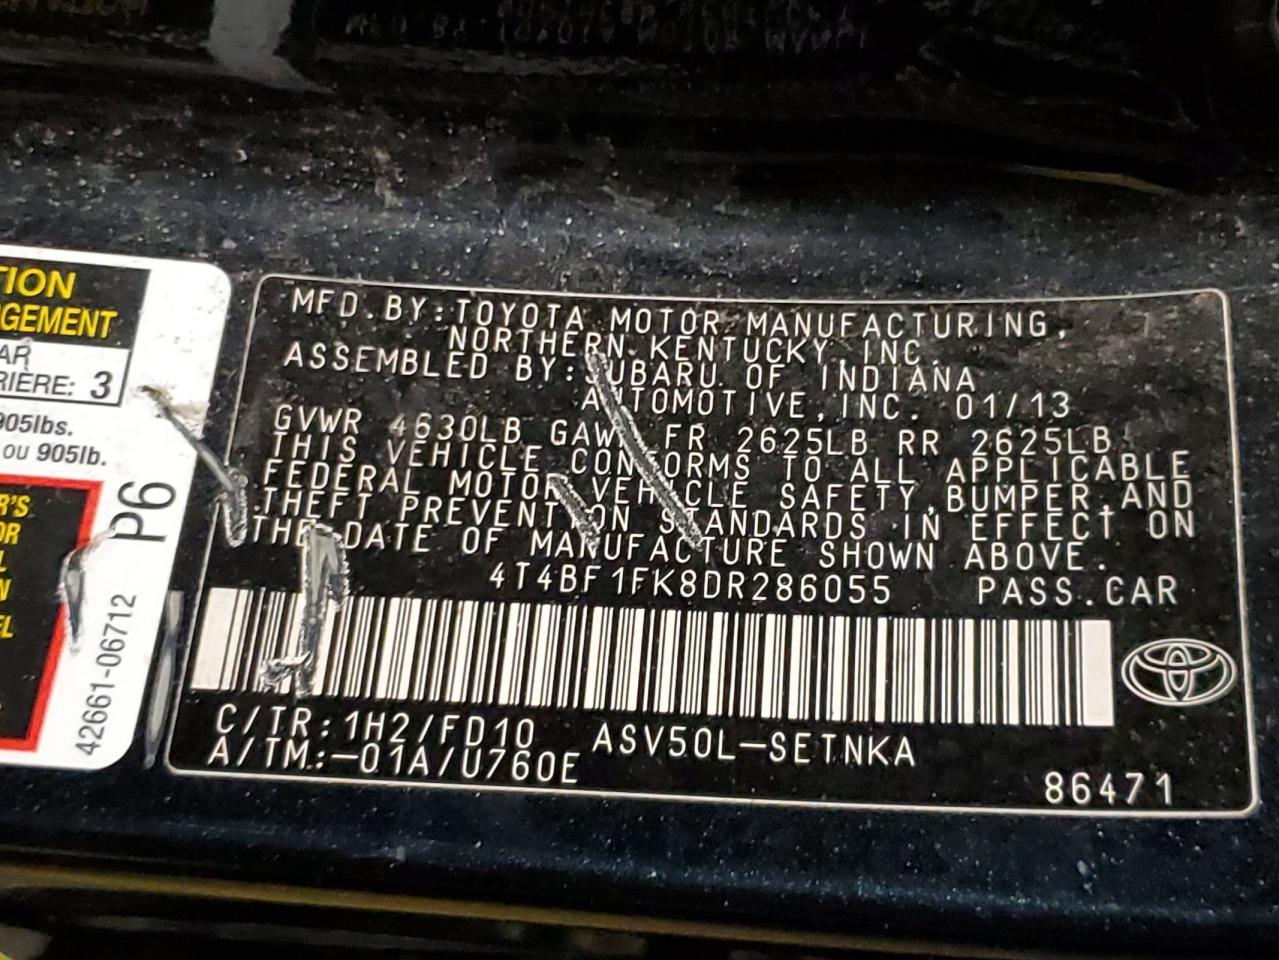 TION
GEMENT
AR
RIÈRE: 3
905lbs.
ou 905lb.
R'S
OR
L
N
EL
P6
42661-06712
MFD.BY:TOYOTA MOTOR MANUFACTURING,
NORTHERN KENTUCKY,INC.
ASSEMBLED BY:SUBARU OF INDIANA
AUTOMOTIVE,INC. 01/13
GVWR 4630LB GAWR FR 2625LB RR 2625LB
THIS VEHICLE CONFORMS TO ALL APPLICABLE
FEDERAL MOTOR VEHICLE SAFETY,BUMPER,AND
THEFT PREVENTION STANDARDS IN EFFECT ON
THE DATE OF MANUFACTURE SHOWN ABOVE.
4T4BF1FK8DR286055 PASS.CAR
C/TR:1H2/FD10 ASV50L-SETNKA
A/TM:-01A/U760E
86471